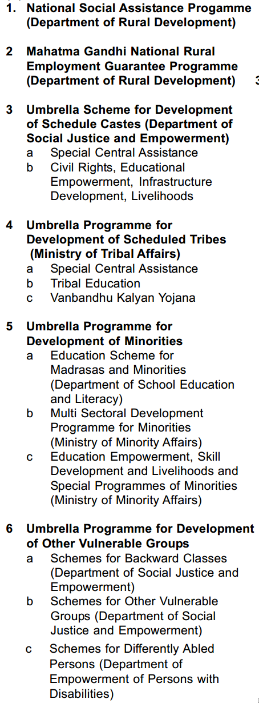 1. National Social Assistance Progamme
(Department of Rural Development)
2 Mahatma Gandhi National Rural
Employment Guarantee Programme
(Department of Rural Development) 3
3 Umbrella Scheme for Development
of Schedule Castes (Department of
Social Justice and Empowerment)
a Special Central Assistance
b Civil Rights, Educational
Empowerment, Infrastructure
Development, Livelihoods
4 Umbrella Programme for
Development of Scheduled Tribes
(Ministry of Tribal Affairs)
a Special Central Assistance
b Tribal Education
c Vanbandhu Kalyan Yojana
5 Umbrella Programme for
Development of Minorities
a Education Scheme for
Madrasas and Minorities
(Department of School Education
and Literacy)
b Multi Sectoral Development
Programme for Minorities
(Ministry of Minority Affairs)
c Education Empowerment, Skill
Development and Livelihoods and
Special Programmes of Minorities
(Ministry of Minority Affairs)
6 Umbrella Programme for Development
of Other Vulnerable Groups
a Schemes for Backward Classes
(Department of Social Justice and
Empowerment)
b Schemes for Other Vulnerable
Groups (Department of Social
Justice and Empowerment)
c Schemes for Differently Abled
Persons (Department of
Empowerment of Persons with
Disabilities)